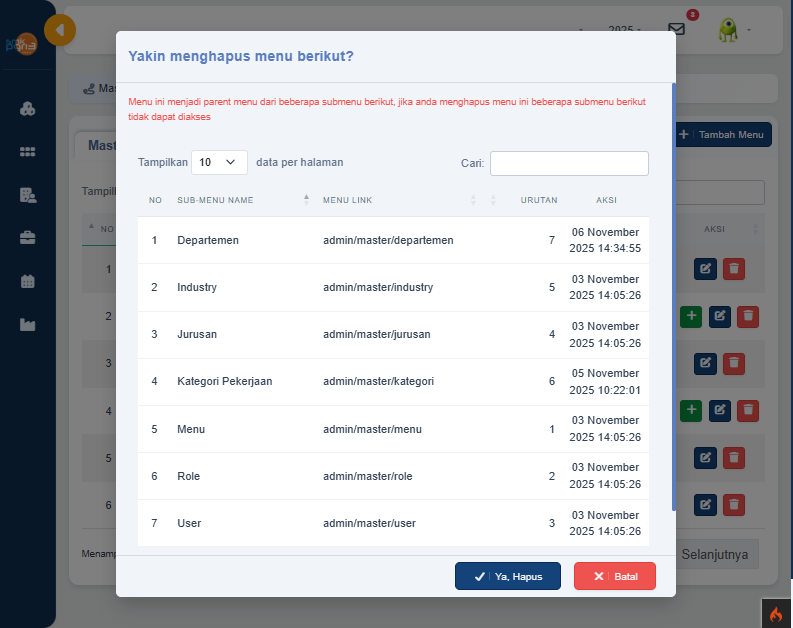 2025
3
Yakin menghapus menu berikut?
Mas
Menu ini menjadi parent menu dari beberapa submenu berikut, jika anda menghapus menu ini beberapa submenu berikut
tidak dapat diakses
Mast
Tambah Menu
Tampilkan 10 data per halaman Cari:
Tampil
NO SUB-MENU NAME MENU LINK URUTAN AKSI
NO AKSI
1 Departemen admin/master/departemen 7 06 November
2025 14:34:55
1
2 Industry admin/master/industry 5 03 November
2025 14:05:26
2
3 Jurusan admin/master/jurusan 4 03 November
2025 14:05:26
3
4 Kategori Pekerjaan admin/master/kategori 6 05 November
2025 10:22:01
4
5 Menu admin/master/menu 1 03 November
2025 14:05:26
5
6 Role admin/master/role 2 03 November
2025 14:05:26
6
7 User admin/master/user 3 03 November
2025 14:05:26
Menamp
Selanjutnya
Ya, Hapus
Batal